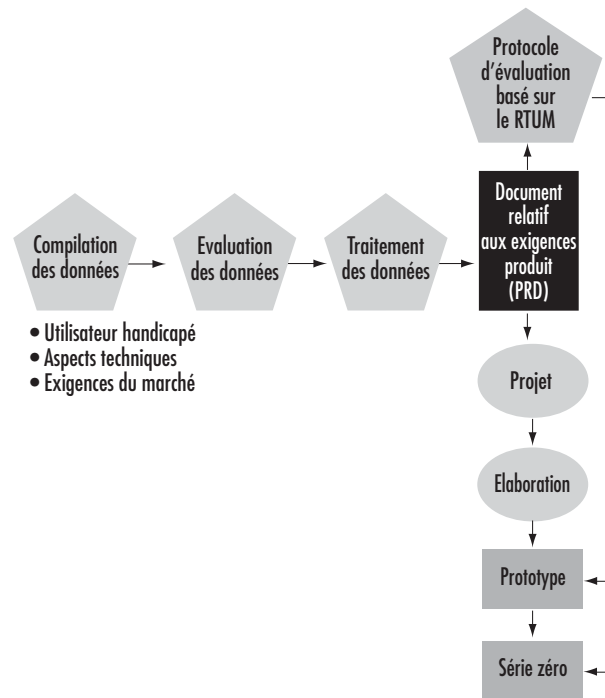 Protocole
d'évaluation
basé sur
le RTUM
Compilation
des données
Evaluation
des données
Traitement
des données
Document
relatif
aux exigences
produit
(PRD)
• Utilisateur handicapé
• Aspects techniques
• Exigences du marché
Projet
Elaboration
Prototype
Série zéro